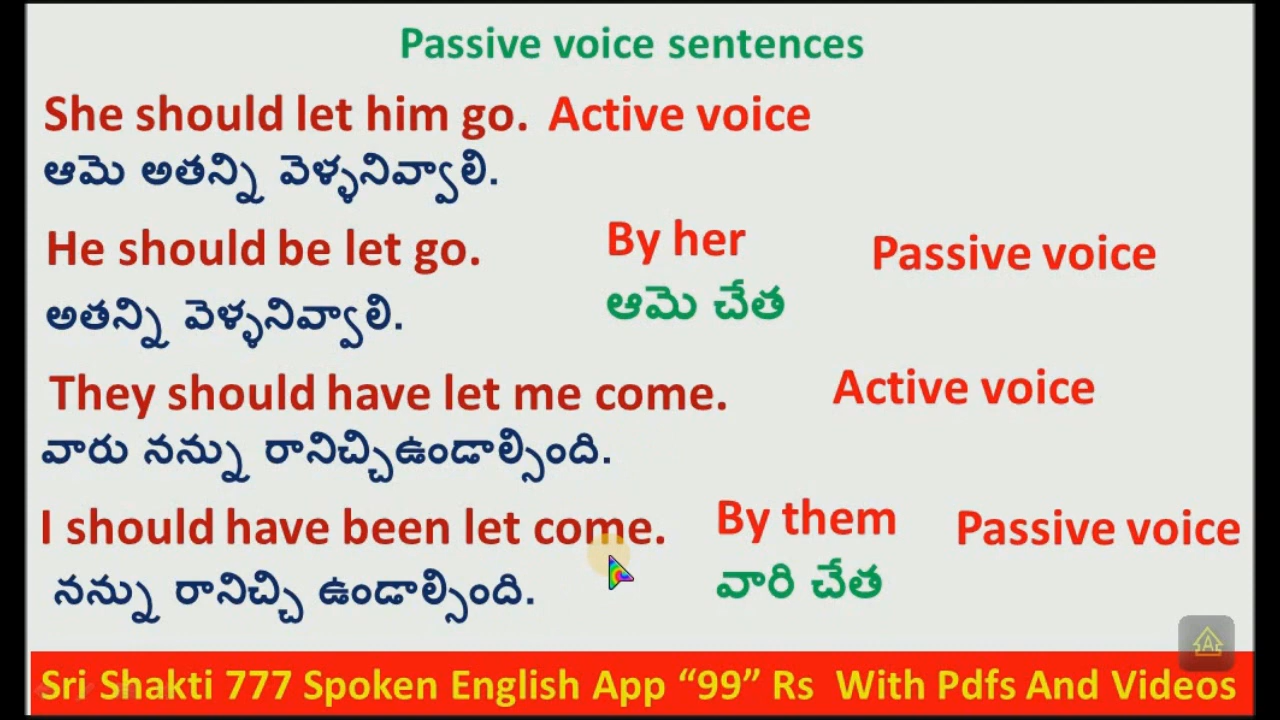 Passive voice sentences
She should let him go. Active voice
ఆమె అతన్ని వెళ్ళనివ్వాలి.
He should be let go. By her Passive voice
అతన్ని వెళ్ళనివ్వాలి. ఆమె చేత
They should have let me come. Active voice
వారు నన్ను రానిచ్చిఉండాల్సింది.
I should have been let come. By them Passive voice
నన్ను రానిచ్చి ఉండాల్సింది. వారి చేత
A
Sri Shakti 777 Spoken English App “99” Rs With Pdfs And Videos